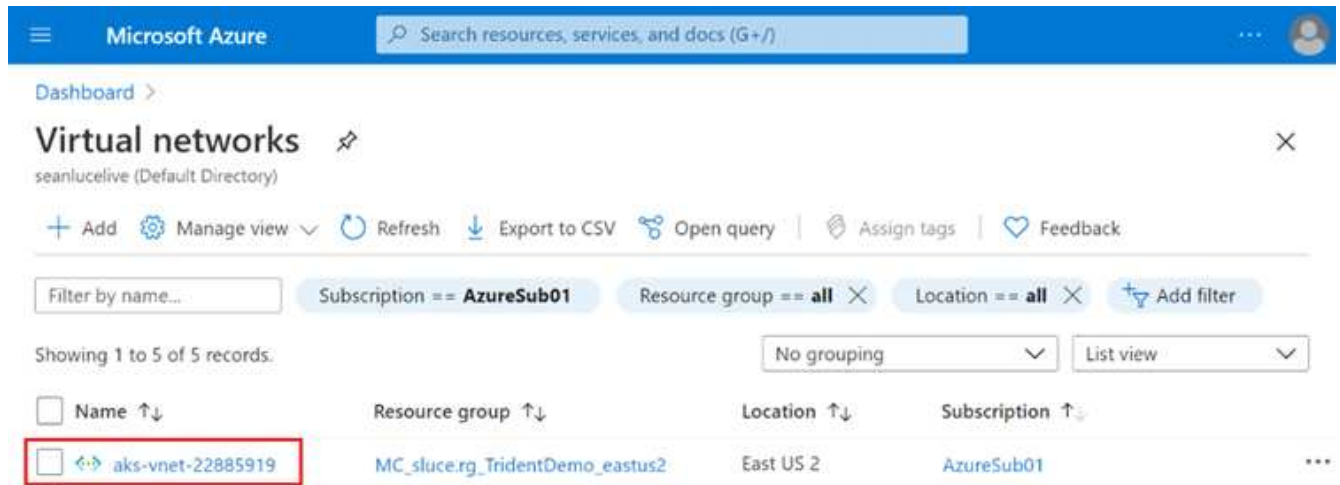 Microsoft Azure Search resources, services, and docs (G+/) ...
Dashboard >
Virtual networks
seanlucelive (Default Directory)
Add Manage view Refresh Export to CSV Open query Assign tags Feedback
Filter by name... Subscription == AzureSub01 Resource group == all Location == all Add filter
Showing 1 to 5 of 5 records. No grouping List view
Name Resource group Location Subscription
aks-vnet-22885919 MC_sluce.rg_TridentDemo_eastus2 East US 2 AzureSub01 ...